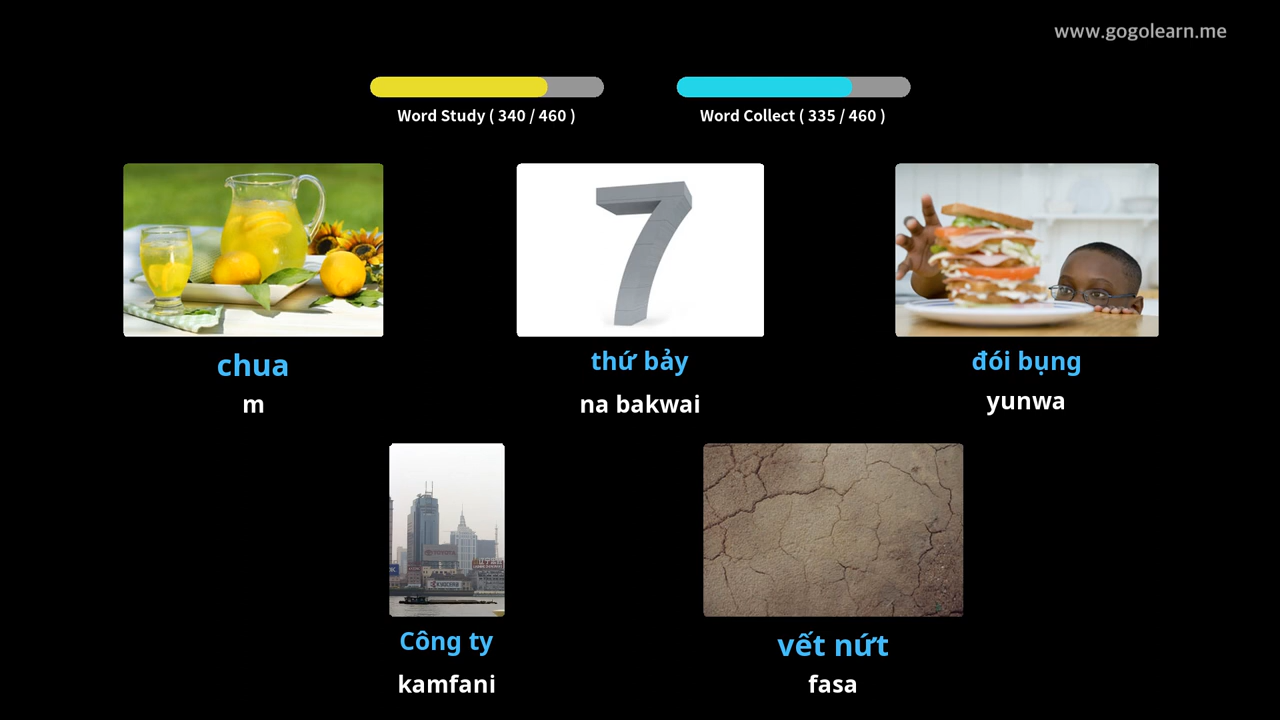 www.gogolearn.me
Word Study ( 340 / 460 )
Word Collect ( 335 / 460 )
chua
m
thứ bảy
na bakwai
đói bụng
yunwa
TOYOTA
Công ty
kamfani
vết nứt
fasa